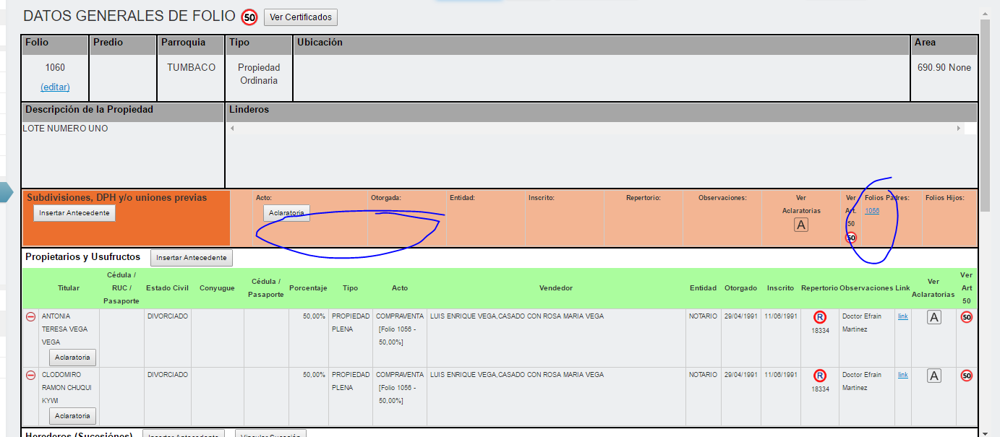 DATOS GENERALES DE FOLIO 50 Ver Certificados
Folio Predio Parroquia Tipo Ubicación Area
1060 TUMBACO Propiedad 690.90 None
Ordinaria
(editar)
Descripción de la Propiedad Linderos
LOTE NUMERO UNO
Subdivisiones, DPH y/o uniones previas Acto: Otorgada: Entidad: Inscrito: Repertorio: Observaciones: Ver Ver Folios Padres: Folios Hijos:
Insertar Antecedente Aclaratoria Aclaratorias Art. 1056
A 50
50
Propietarios y Usufructos Insertar Antecedente
Titular Cédula / RUC / Pasaporte Estado Civil Conyugue Cédula / Pasaporte Porcentaje Tipo Acto Vendedor Entidad Otorgado Inscrito Repertorio Observaciones Link Ver Aclaratorias Ver Art 50
ANTONIA DIVORCIADO 50,00% PROPIEDAD COMPRAVENTA LUIS ENRIQUE VEGA,CASADO CON ROSA MARIA VEGA NOTARIO 29/04/1991 11/06/1991 R Doctor Efrain link A 50
TERESA VEGA PLENA [Folio 1056 - 18334 Martinez
VEGA 50,00%]
Aclaratoria
CLODOMIRO DIVORCIADO 50,00% PROPIEDAD COMPRAVENTA LUIS ENRIQUE VEGA,CASADO CON ROSA MARIA VEGA NOTARIO 29/04/1991 11/06/1991 R Doctor Efrain link A 50
RAMON CHUQUI PLENA [Folio 1056 - 18334 Martinez
KYWI 50,00%]
Aclaratoria
Herederos (Sucesiónes) Insertar Antecedente Vincular Sucesión